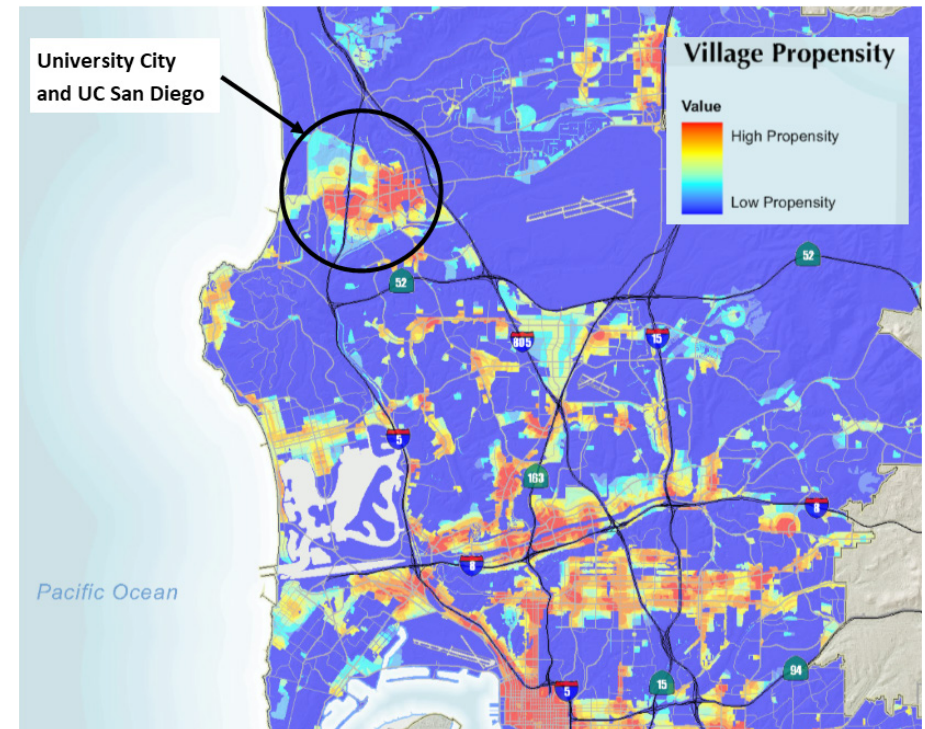 University City
and UC San Diego
Village Propensity
Value
High Propensity
Low Propensity
52
52
805
15
5
163
8
8
Pacific Ocean
5
15
94